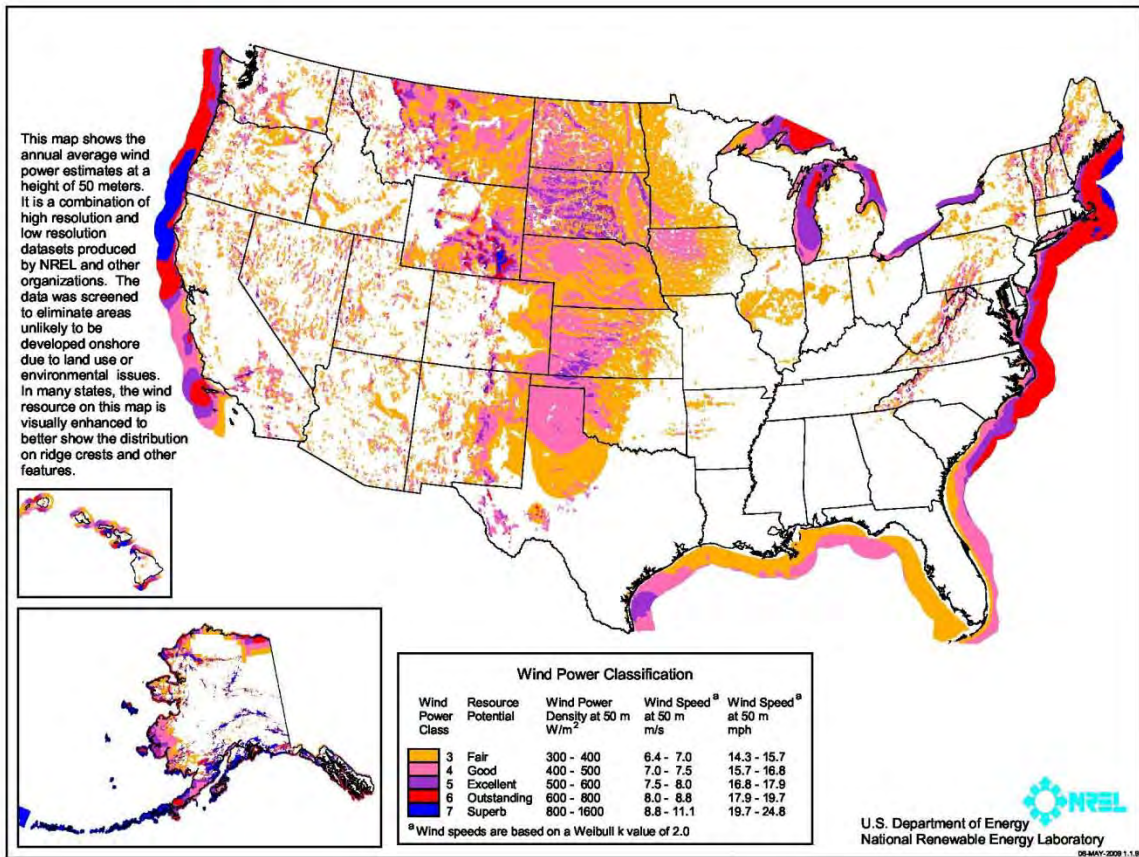 This map shows the
annual average wind
power estimates at a
height of 50 meters.
It is a combination of
high resolution and
low resolution
datasets produced
by NREL and other
organizations. The
data was screened
to eliminate areas
unlikely to be
developed onshore
due to land use or
environmental issues.
In many states, the wind
resource on this map is
visually enhanced to
better show the distribution
on ridge crests and other
features.
Wind Power Classification
Wind Power Class Resource Potential Wind Power Density at 50 m W/m² Wind Speed ᵃ at 50 m m/s Wind Speed ᵃ at 50 m mph
3 Fair 300 - 400 6.4 - 7.0 14.3 - 15.7
4 Good 400 - 500 7.0 - 7.5 15.7 - 16.8
5 Excellent 500 - 600 7.5 - 8.0 16.8 - 17.9
6 Outstanding 600 - 800 8.0 - 8.8 17.9 - 19.7
7 Superb 800 - 1600 8.8 - 11.1 19.7 - 24.8
ᵃ Wind speeds are based on a Weibull k value of 2.0
NREL
U.S. Department of Energy
National Renewable Energy Laboratory